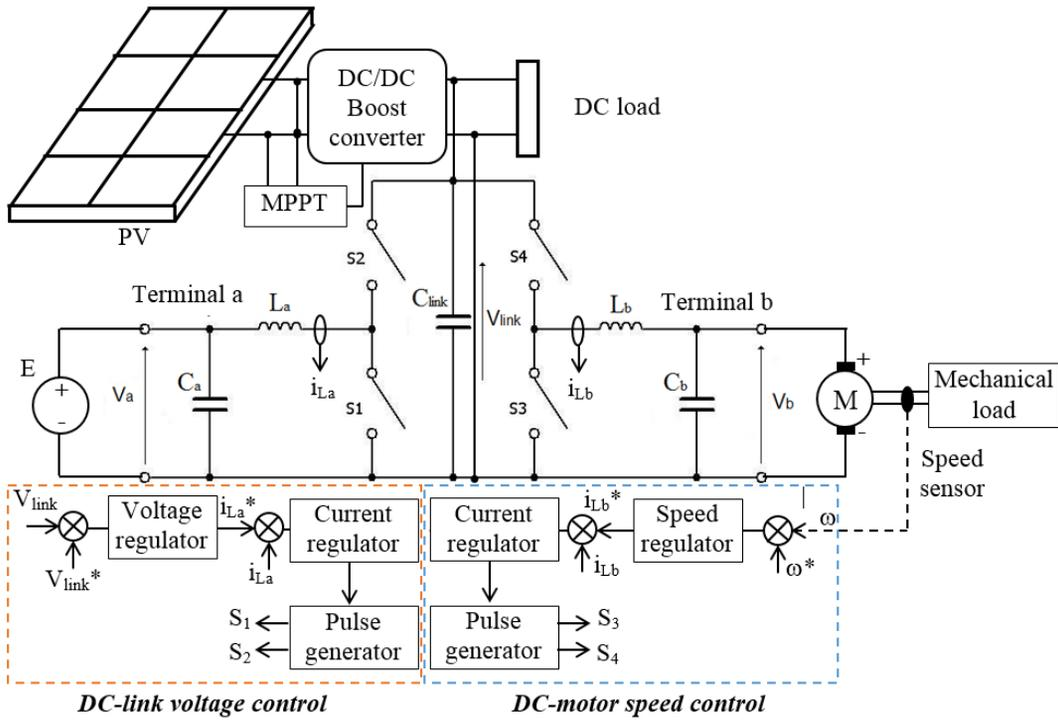 DC/DC
Boost
converter
DC load
MPPT
PV
S2
S4
Terminal a
La
Clink
Vlink
Lb
Terminal b
E
+
-
Va
Ca
iLa
S1
S3
iLb
Cb
Vb
+
M
-
Mechanical
load
Speed
sensor
Vlink
Voltage
regulator
iLa*
Current
regulator
Vlink*
iLa
Current
regulator
iLb*
Speed
regulator
ω
iLb
ω*
S1
S2
Pulse
generator
Pulse
generator
S3
S4
DC-link voltage control
DC-motor speed control